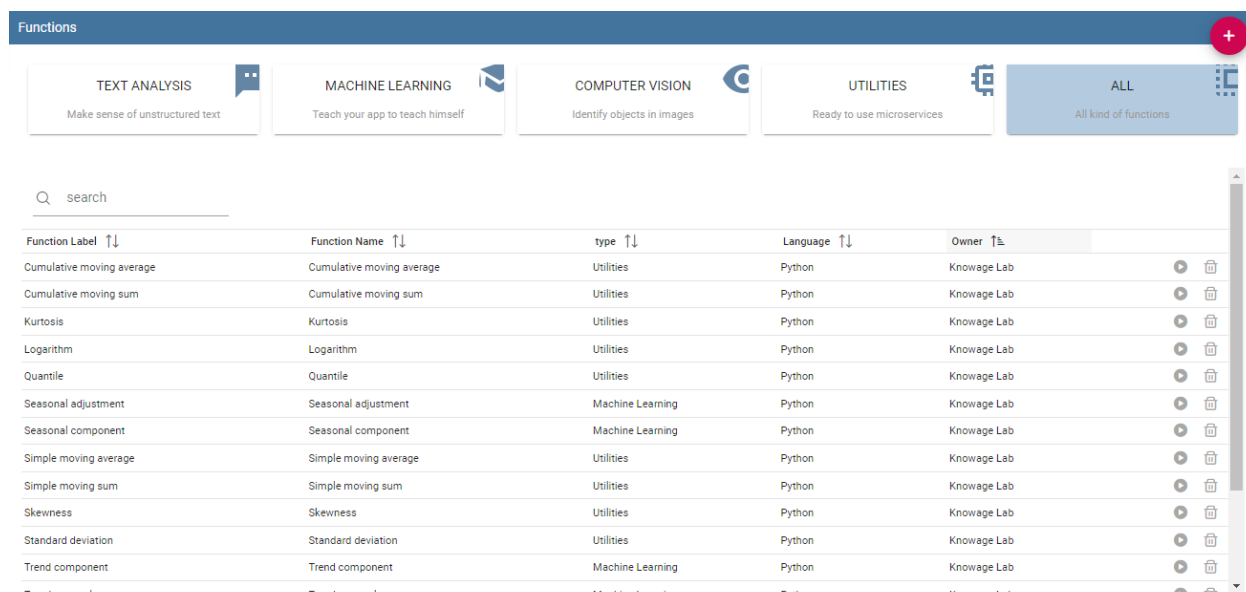 Functions
+
TEXT ANALYSIS
Make sense of unstructured text
MACHINE LEARNING
Teach your app to teach himself
COMPUTER VISION
Identify objects in images
UTILITIES
Ready to use microservices
ALL
All kind of functions
search
Function Label Function Name type Language Owner
Cumulative moving average Cumulative moving average Utilities Python Knowage Lab
Cumulative moving sum Cumulative moving sum Utilities Python Knowage Lab
Kurtosis Kurtosis Utilities Python Knowage Lab
Logarithm Logarithm Utilities Python Knowage Lab
Quantile Quantile Utilities Python Knowage Lab
Seasonal adjustment Seasonal adjustment Machine Learning Python Knowage Lab
Seasonal component Seasonal component Machine Learning Python Knowage Lab
Simple moving average Simple moving average Utilities Python Knowage Lab
Simple moving sum Simple moving sum Utilities Python Knowage Lab
Skewness Skewness Utilities Python Knowage Lab
Standard deviation Standard deviation Utilities Python Knowage Lab
Trend component Trend component Machine Learning Python Knowage Lab